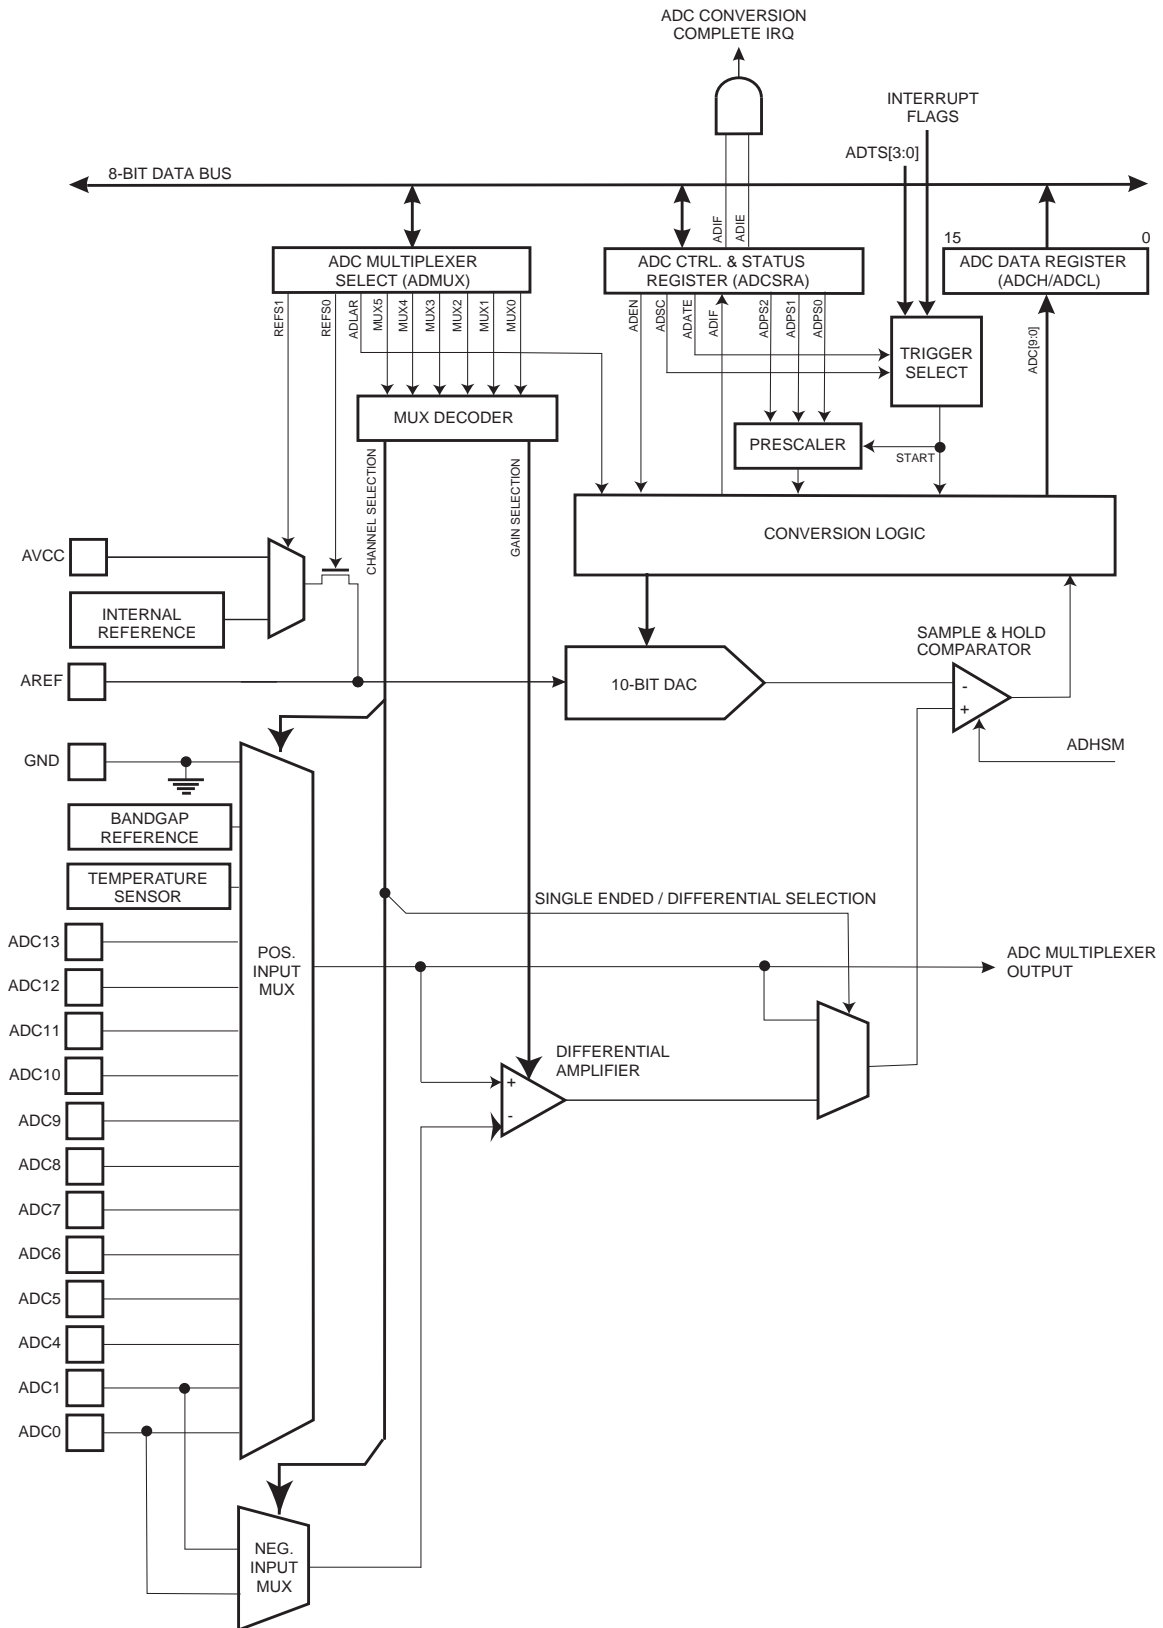 ADC CONVERSION
COMPLETE IRQ
INTERRUPT
FLAGS
ADTS[3:0]
8-BIT DATA BUS
ADIF
ADIE
15
0
ADC MULTIPLEXER
SELECT (ADMUX)
ADC CTRL. & STATUS
REGISTER (ADCSRA)
ADC DATA REGISTER
(ADCH/ADCL)
REFS1
REFS0
ADLAR
MUX5
MUX4
MUX3
MUX2
MUX1
MUX0
ADEN
ADSC
ADATE
ADIF
ADPS2
ADPS1
ADPS0
TRIGGER
SELECT
ADC[9:0]
MUX DECODER
PRESCALER
START
CHANNEL SELECTION
GAIN SELECTION
CONVERSION LOGIC
AVCC
INTERNAL
REFERENCE
SAMPLE & HOLD
COMPARATOR
AREF
10-BIT DAC
-
+
ADHSM
GND
BANDGAP
REFERENCE
TEMPERATURE
SENSOR
SINGLE ENDED / DIFFERENTIAL SELECTION
ADC13
POS.
INPUT
MUX
ADC MULTIPLEXER
OUTPUT
ADC12
ADC11
ADC10
DIFFERENTIAL
AMPLIFIER
+
-
ADC9
ADC8
ADC7
ADC6
ADC5
ADC4
ADC1
ADC0
NEG.
INPUT
MUX